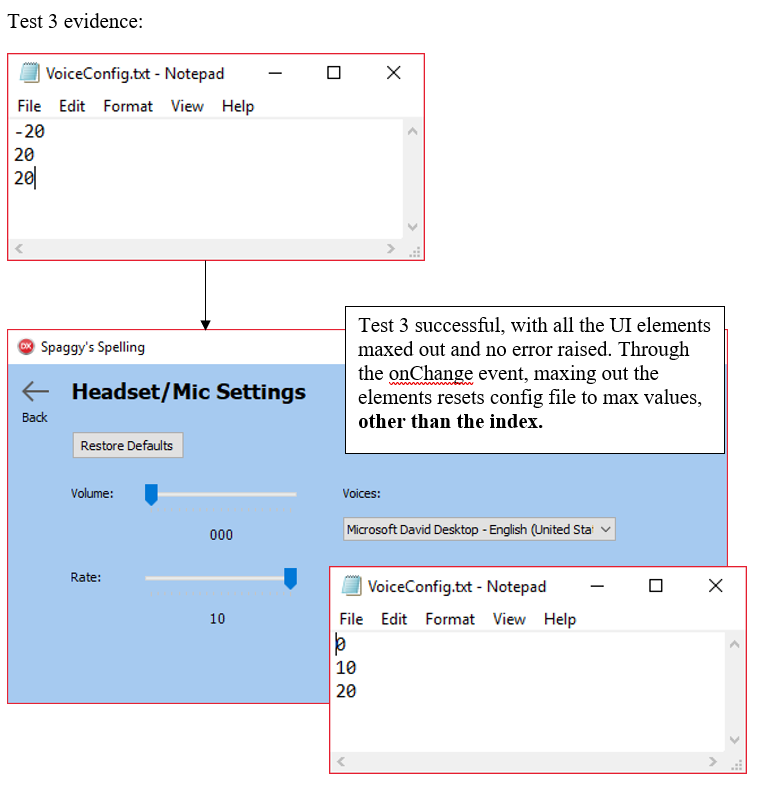 Test 3 evidence:
VoiceConfig.txt - Notepad
File Edit Format View Help
-20
20
20
Test 3 successful, with all the UI elements
maxed out and no error raised. Through
the onChange event, maxing out the
elements resets config file to max values,
other than the index.
DX Spaggy's Spelling
Headset/Mic Settings
Back
Restore Defaults
Volume:
000
Voices:
Microsoft David Desktop - English (United Sta
Rate:
10
VoiceConfig.txt - Notepad
File Edit Format View Help
0
10
20